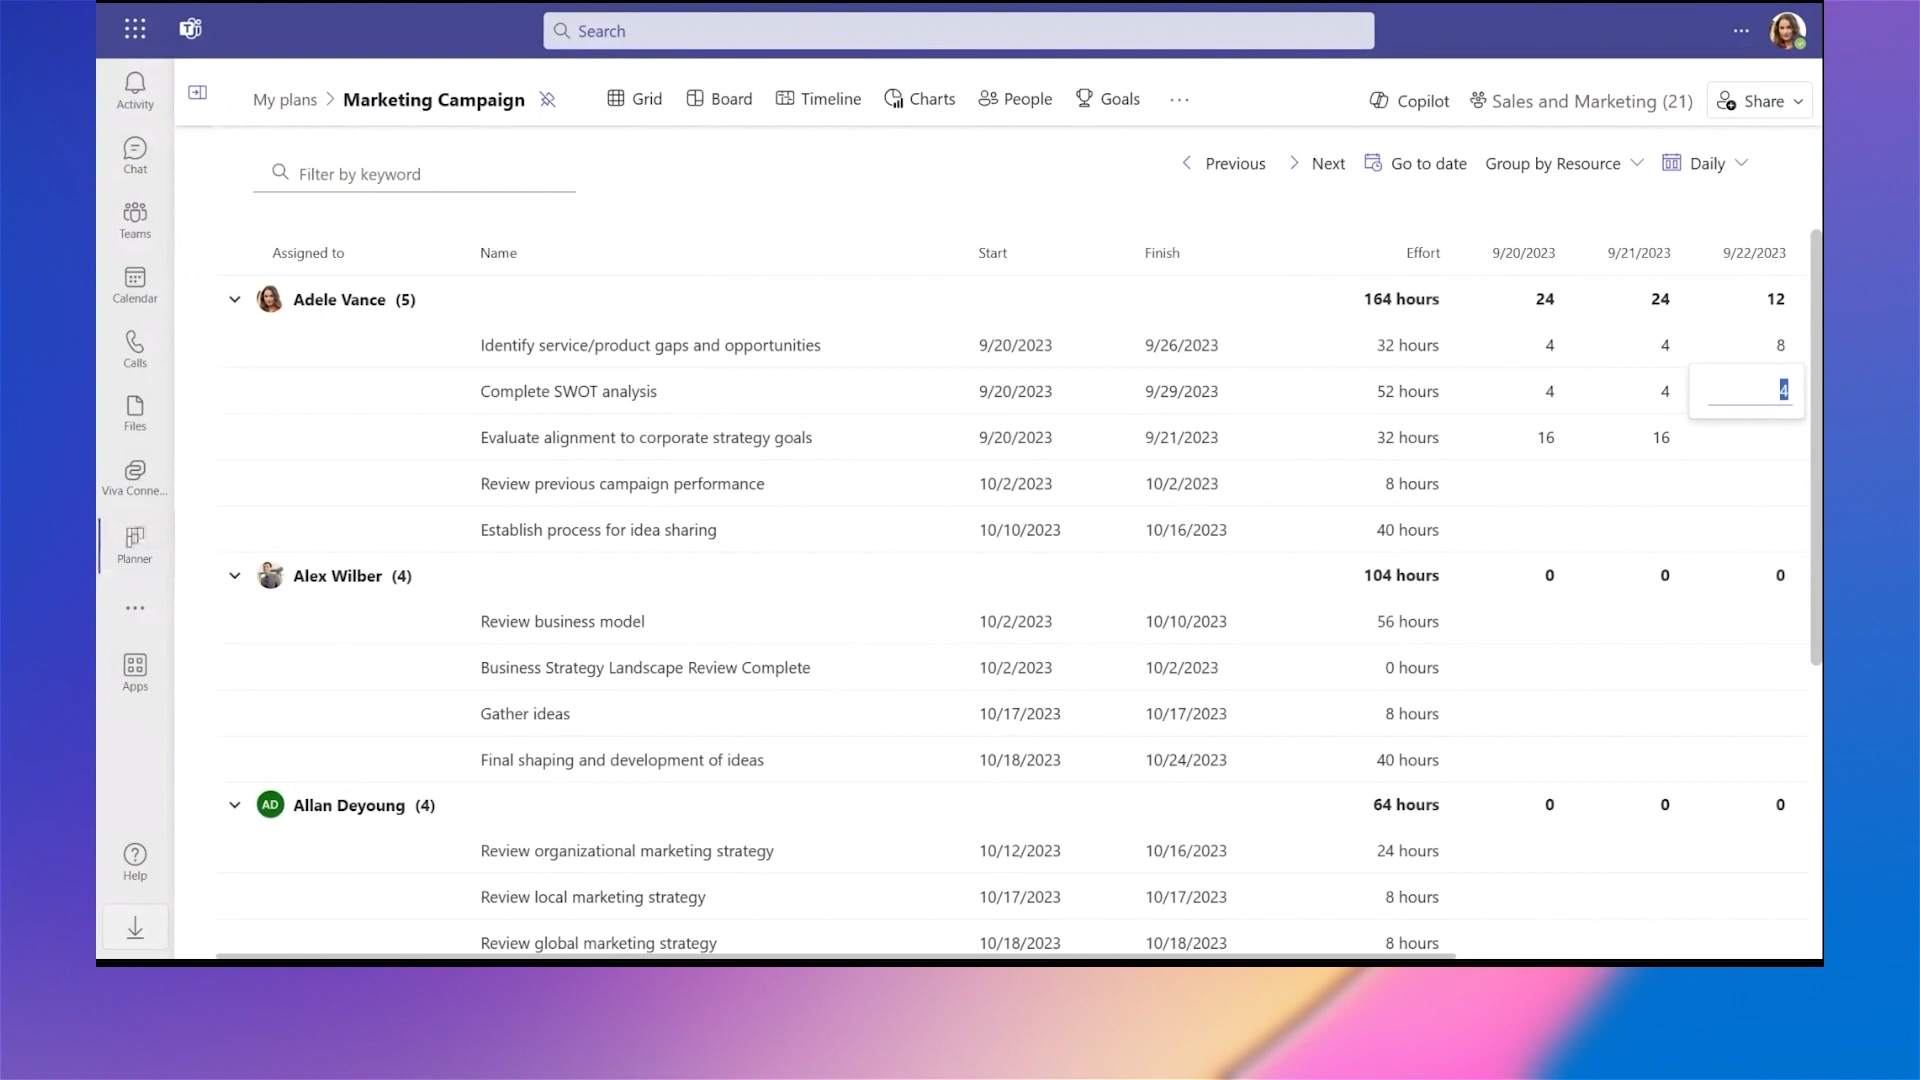 Search
Activity
Chat
Teams
Calendar
Calls
Files
Viva Conne...
Planner
Apps
Help
My plans > Marketing Campaign
Grid Board Timeline Charts People Goals ...
Copilot Sales and Marketing (21) Share
Filter by keyword
Previous Next Go to date Group by Resource Daily
Assigned to Name Start Finish Effort 9/20/2023 9/21/2023 9/22/2023
Adele Vance (5) 164 hours 24 24 12
Identify service/product gaps and opportunities 9/20/2023 9/26/2023 32 hours 4 4 8
Complete SWOT analysis 9/20/2023 9/29/2023 52 hours 4 4 4
Evaluate alignment to corporate strategy goals 9/20/2023 9/21/2023 32 hours 16 16
Review previous campaign performance 10/2/2023 10/2/2023 8 hours
Establish process for idea sharing 10/10/2023 10/16/2023 40 hours
Alex Wilber (4) 104 hours 0 0 0
Review business model 10/2/2023 10/10/2023 56 hours
Business Strategy Landscape Review Complete 10/2/2023 10/2/2023 0 hours
Gather ideas 10/17/2023 10/17/2023 8 hours
Final shaping and development of ideas 10/18/2023 10/24/2023 40 hours
AD Allan Deyoung (4) 64 hours 0 0 0
Review organizational marketing strategy 10/12/2023 10/16/2023 24 hours
Review local marketing strategy 10/17/2023 10/17/2023 8 hours
Review global marketing strategy 10/18/2023 10/18/2023 8 hours